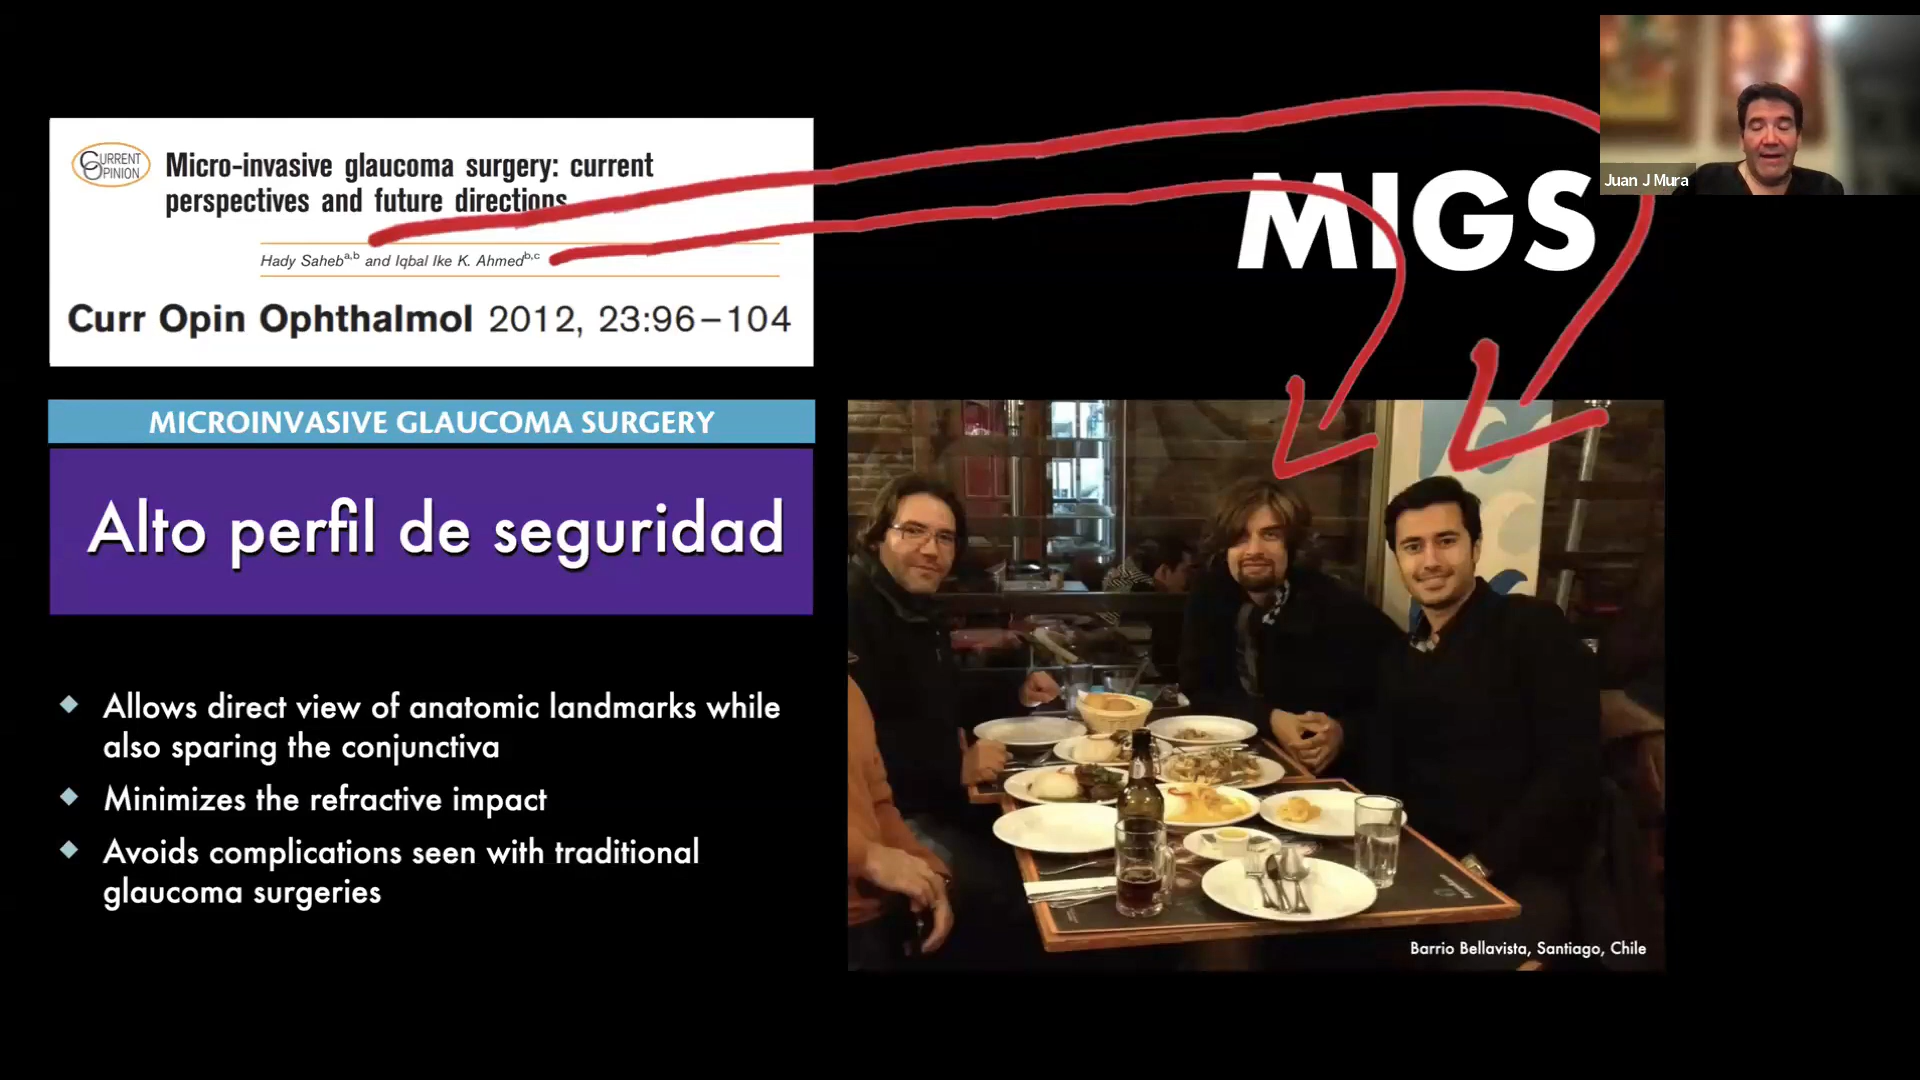 CURRENT
OPINION
Micro-invasive glaucoma surgery: current
perspectives and future directions
Hady Saheb a,b and Iqbal Ike K. Ahmed b,c
Curr Opin Ophthalmol 2012, 23:96–104
MIGS
Juan J Mura
MICROINVASIVE GLAUCOMA SURGERY
Alto perfil de seguridad
Allows direct view of anatomic landmarks while
also sparing the conjunctiva
Minimizes the refractive impact
Avoids complications seen with traditional
glaucoma surgeries
Barrio Bellavista, Santiago, Chile